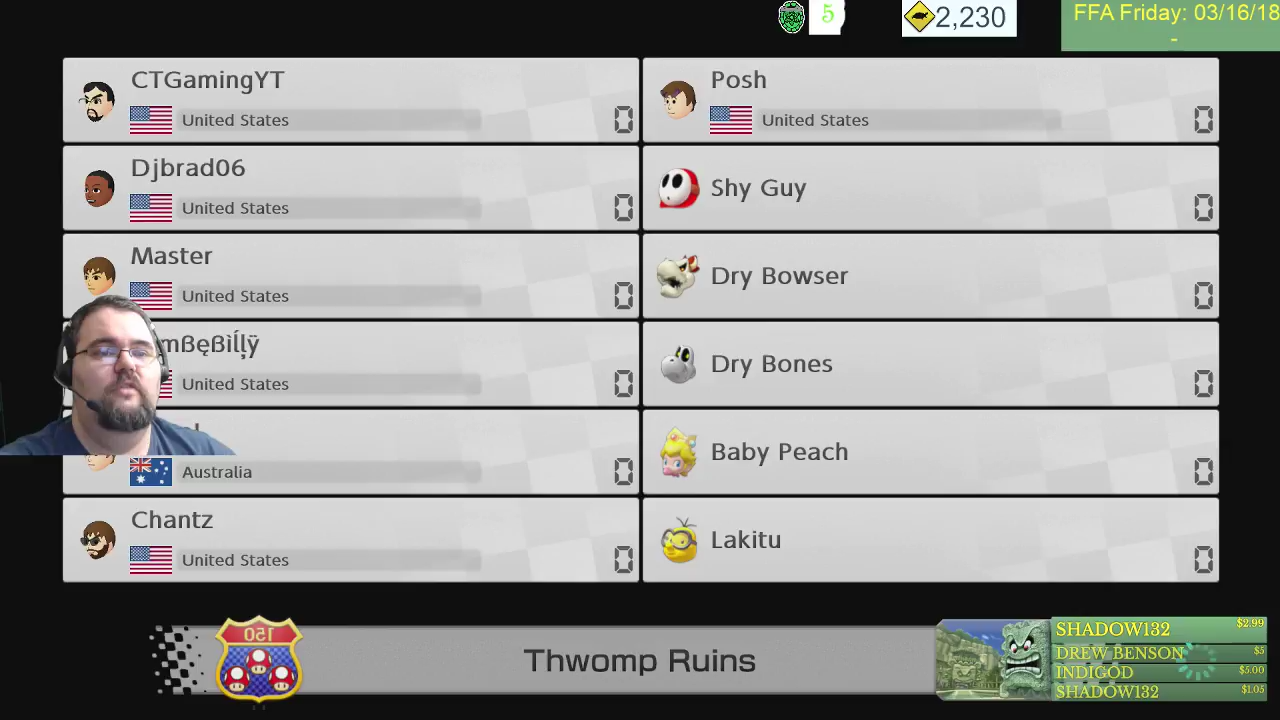 5
2,230
FFA Friday: 03/16/18
-
CTGamingYT
United States
0
Djbrad06
United States
0
Master
United States
0
United States
0
Australia
0
Chantz
United States
0
Posh
United States
0
Shy Guy
0
Dry Bowser
0
Dry Bones
0
Baby Peach
0
Lakitu
0
150
Thwomp Ruins
SHADOW132 $2.99
DREW BENSON $5
INDIGOD $5.00
SHADOW132 $1.05